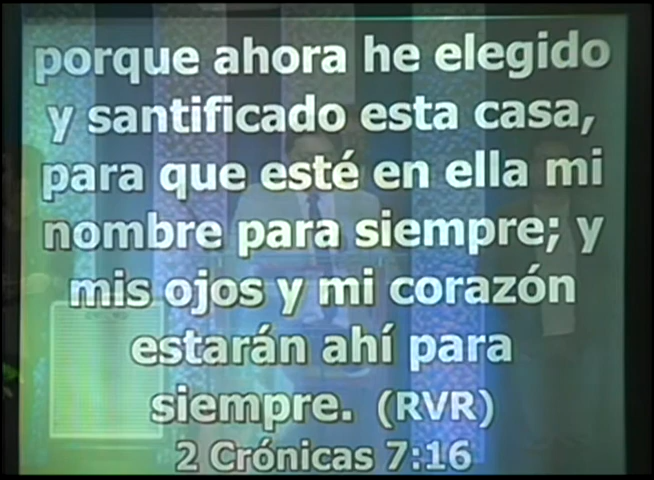 porque ahora he elegido
y santificado esta casa,
para que esté en ella mi
nombre para siempre; y
mis ojos y mi corazón
estarán ahí para
siempre. (RVR)
2 Crónicas 7:16